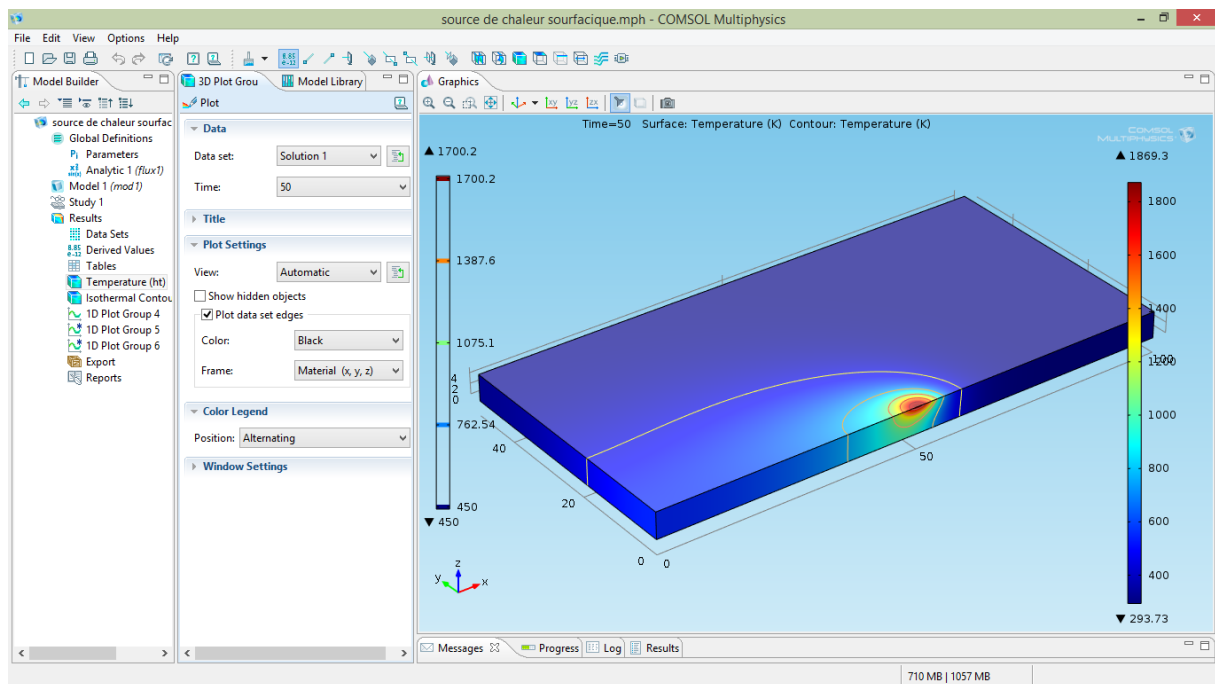 source de chaleur sourfacique.mph - COMSOL Multiphysics
File Edit View Options Help
Model Builder
source de chaleur sourfac
Global Definitions
Parameters
Analytic 1 (flux1)
Model 1 (mod1)
Study 1
Results
Data Sets
Derived Values
Tables
Temperature (ht)
Isothermal Contou
1D Plot Group 4
1D Plot Group 5
1D Plot Group 6
Export
Reports
3D Plot Grou
Model Library
Plot
Data
Data set: Solution 1
Time: 50
Title
Plot Settings
View: Automatic
Show hidden objects
Plot data set edges
Color: Black
Frame: Material (x, y, z)
Color Legend
Position: Alternating
Window Settings
Graphics
xy yz zx
Time=50 Surface: Temperature (K) Contour: Temperature (K)
COMSOL
MULTIPHYSICS
▲ 1700.2
1700.2
1387.6
1075.1
762.54
450
▼ 450
▲ 1869.3
1800
1600
1400
1200
1000
800
600
400
▼ 293.73
4
2
0
40
20
0
0
50
100
z
y
x
Messages
Progress
Log
Results
710 MB | 1057 MB